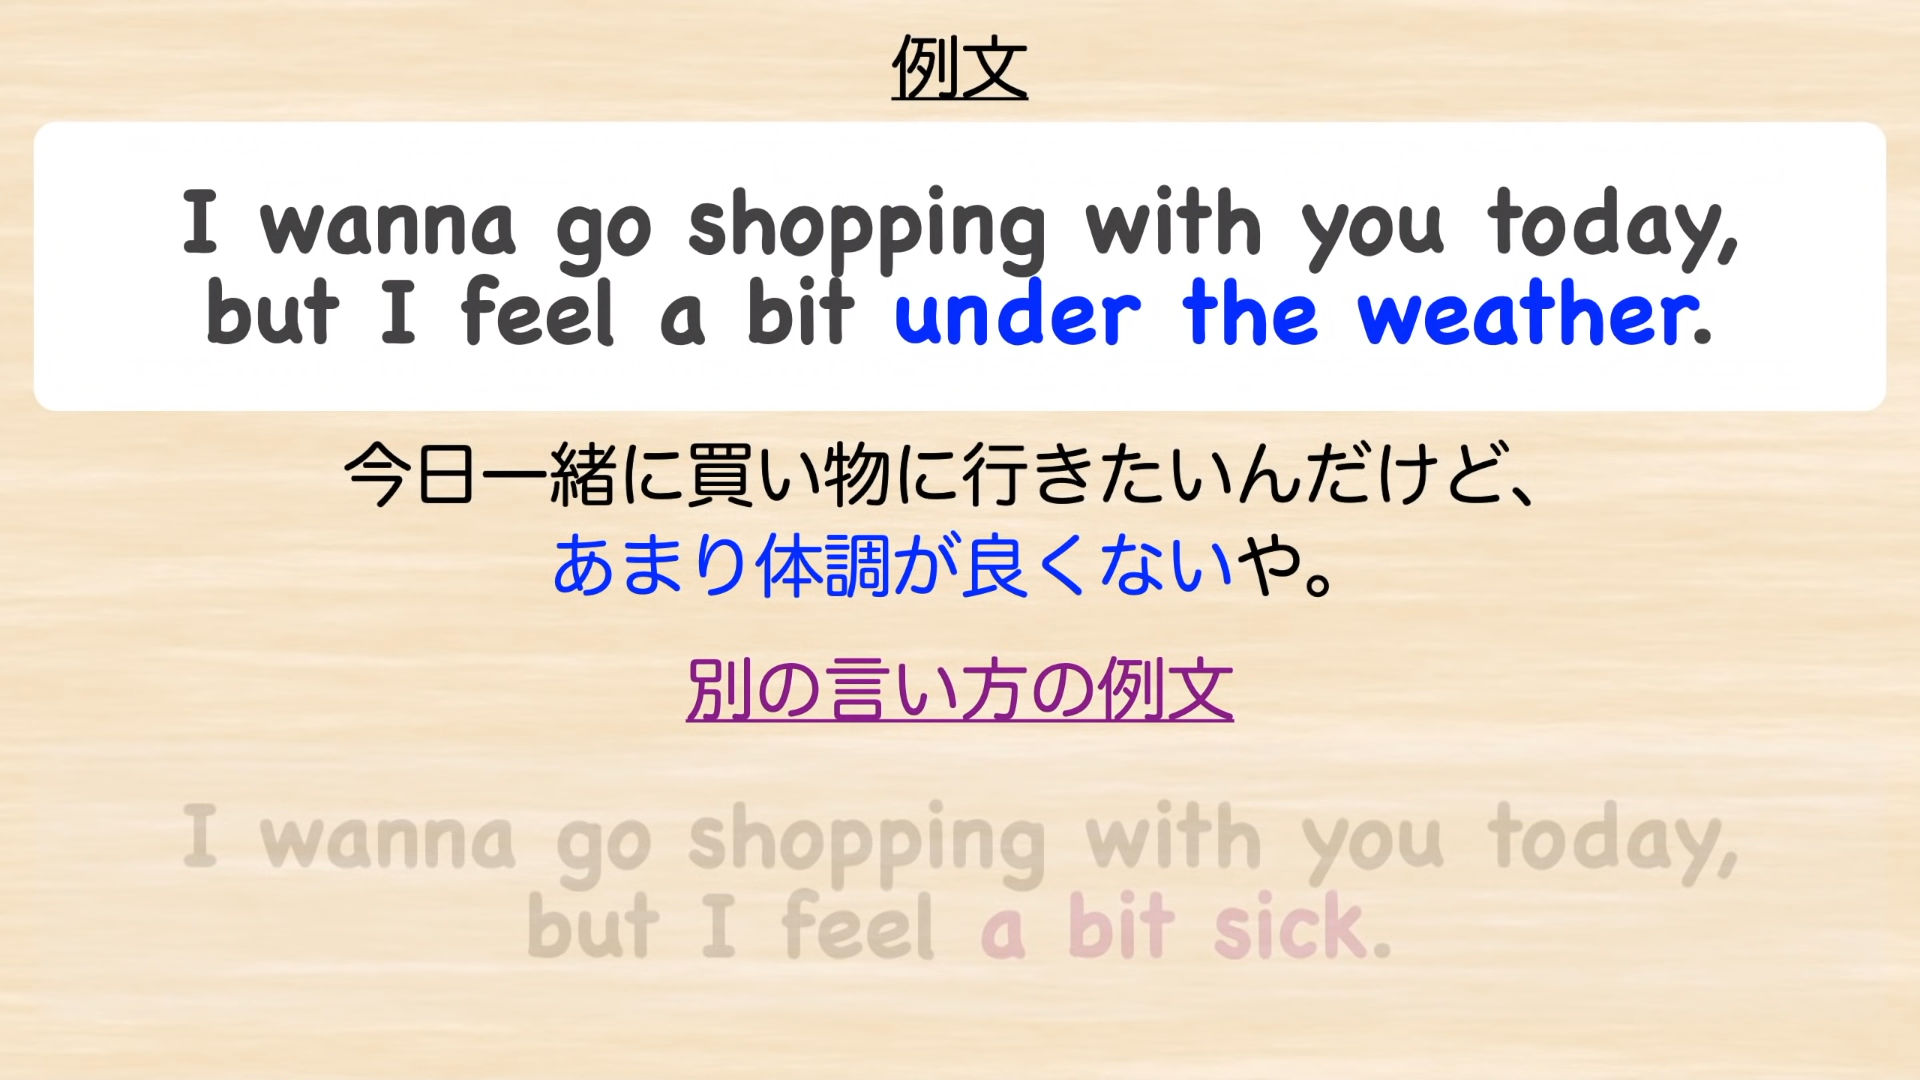 例文
I wanna go shopping with you today,
but I feel a bit under the weather.
今日一緒に買い物に行きたいんだけど、
あまり体調が良くないや。
別の言い方の例文
I wanna go shopping with you today,
but I feel a bit sick.